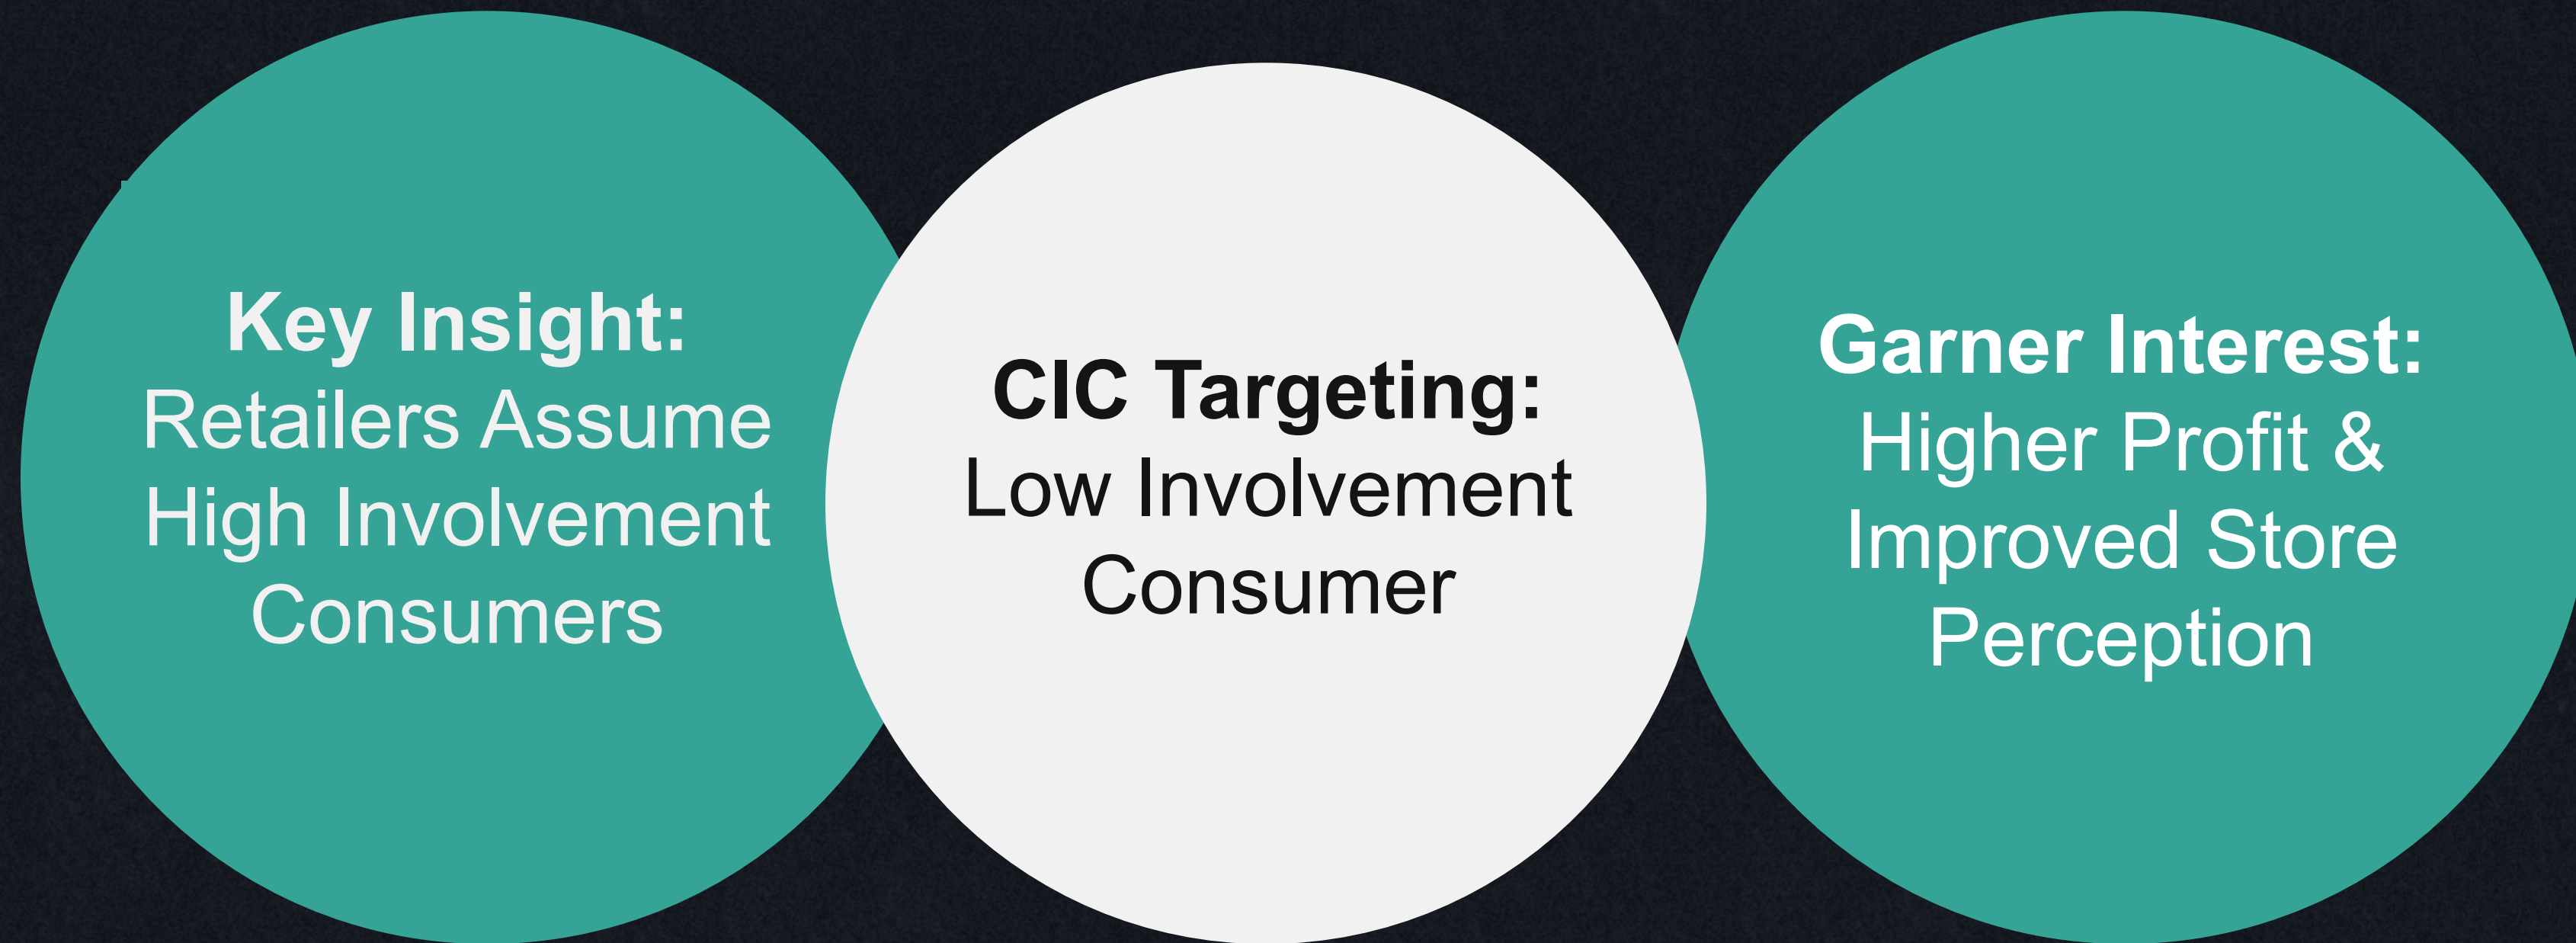 Key Insight:
Retailers Assume
High Involvement
Consumers
CIC Targeting:
Low Involvement
Consumer
Garner Interest:
Higher Profit &
Improved Store
Perception